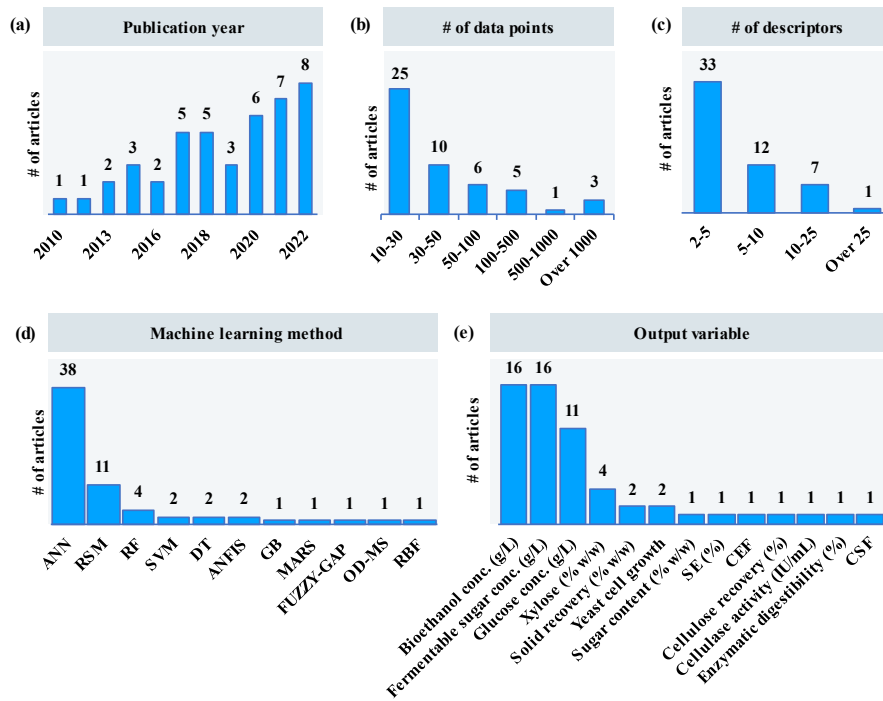 (a)
Publication year
# of articles
1
1
2
3
2
5
5
3
6
7
8
2010
2013
2016
2018
2020
2022
(b)
# of data points
# of articles
25
10
6
5
1
3
10-30
30-50
50-100
100-500
500-1000
Over 1000
(c)
# of descriptors
# of articles
33
12
7
1
2-5
5-10
10-25
Over 25
(d)
Machine learning method
# of articles
38
11
4
2
2
2
1
1
1
1
1
ANN
RSM
RF
SVM
DT
ANFIS
GB
MARS
FUZZY-GAP
OD-MS
RBF
(e)
Output variable
# of articles
16
16
11
4
2
2
1
1
1
1
1
1
1
Bioethanol conc. (g/L)
Fermentable sugar conc. (g/L)
Glucose conc. (g/L)
Xylose (% w/w)
Solid recovery (% w/w)
Yeast cell growth
Sugar content (% w/w)
SE (%)
CEF
Cellulose recovery (%)
Cellulase activity (IU/mL)
Enzymatic digestibility (%)
CSF